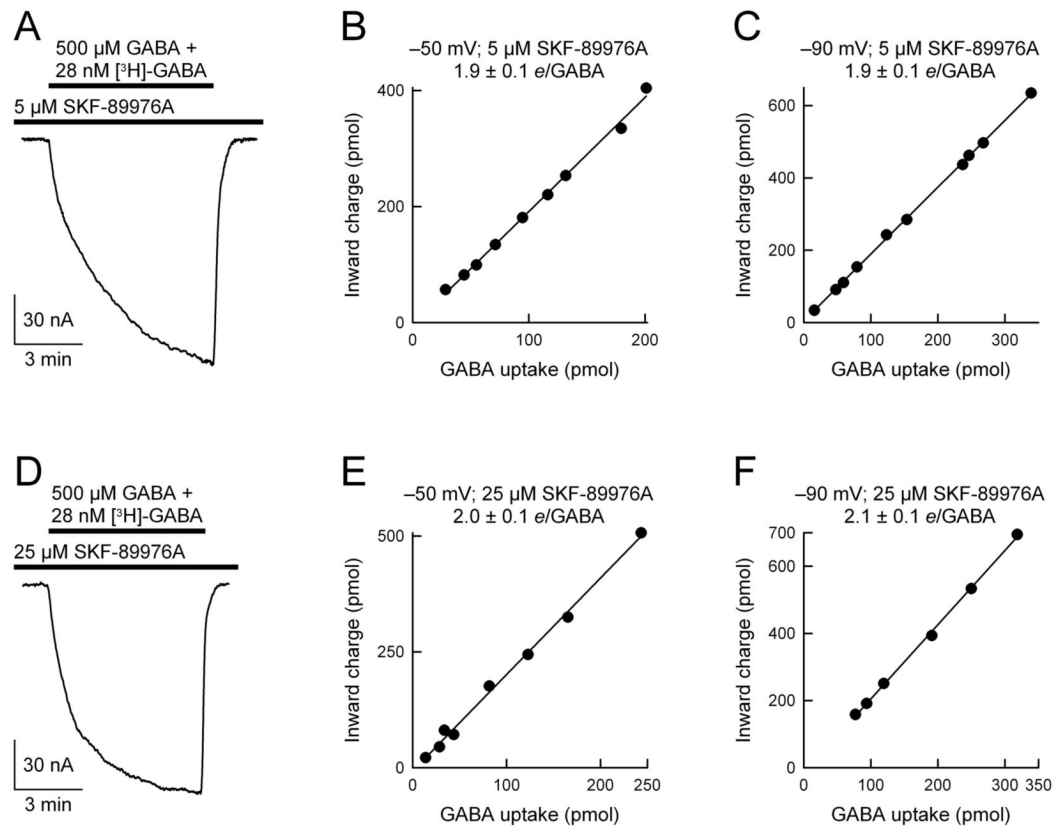 A
500 µM GABA +
28 nM [³H]-GABA
5 µM SKF-89976A
30 nA
3 min
B
–50 mV; 5 µM SKF-89976A
1.9 ± 0.1 e/GABA
400
200
0
Inward charge (pmol)
0 100 200
GABA uptake (pmol)
C
–90 mV; 5 µM SKF-89976A
1.9 ± 0.1 e/GABA
600
400
200
0
Inward charge (pmol)
0 100 200 300
GABA uptake (pmol)
D
500 µM GABA +
28 nM [³H]-GABA
25 µM SKF-89976A
30 nA
3 min
E
–50 mV; 25 µM SKF-89976A
2.0 ± 0.1 e/GABA
500
250
0
Inward charge (pmol)
0 100 200 250
GABA uptake (pmol)
F
–90 mV; 25 µM SKF-89976A
2.1 ± 0.1 e/GABA
700
600
400
200
0
Inward charge (pmol)
0 100 200 300 350
GABA uptake (pmol)